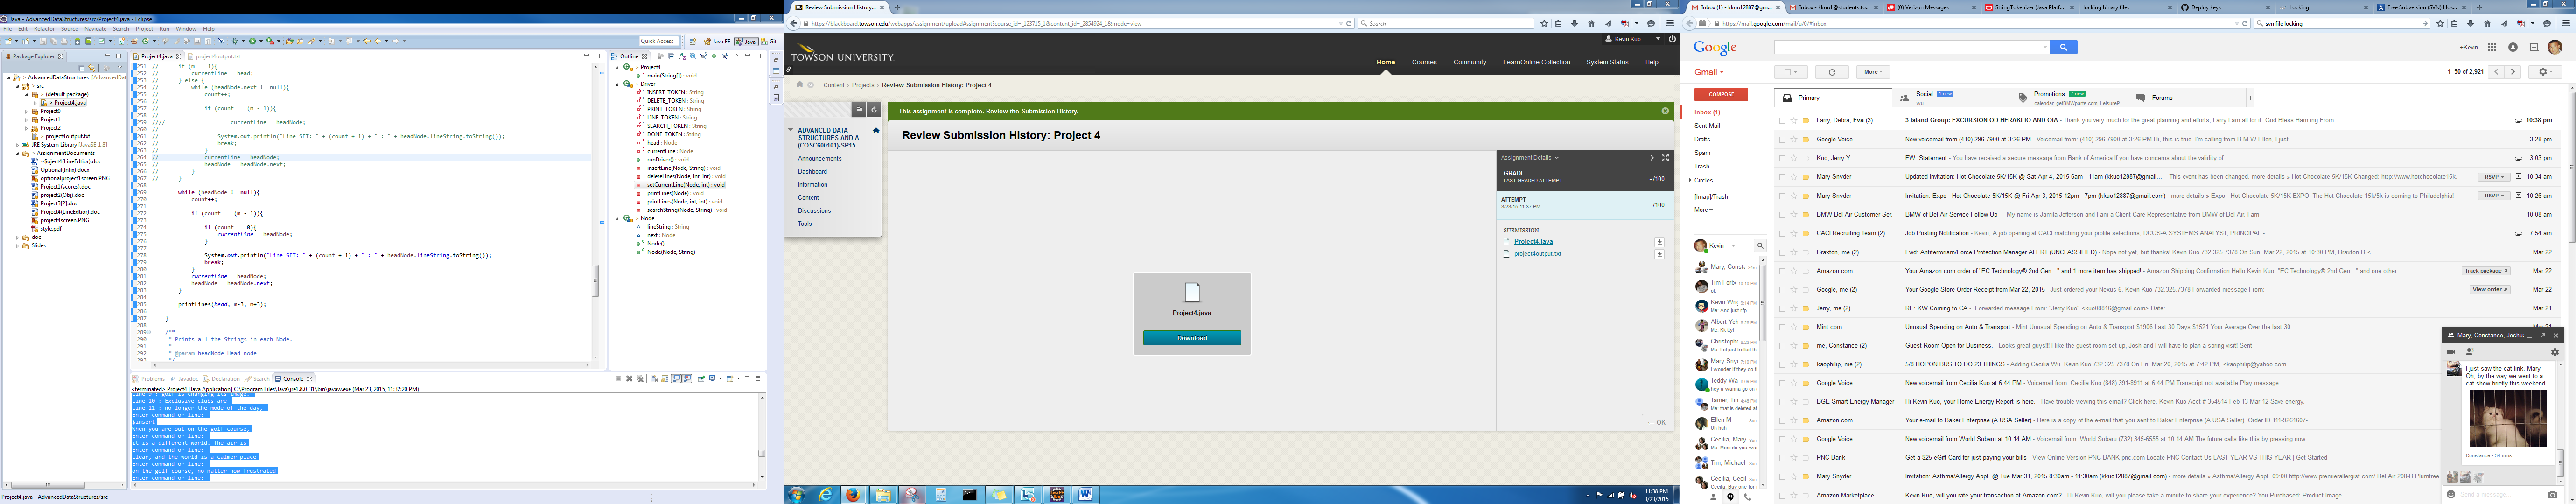 Java - AdvancedDataStructures/src/Project4.java - Eclipse
File Edit Refactor Source Navigate Search Project Run Window Help
Quick Access
Java EE Java Git
Package Explorer
AdvancedDataStructures [AdvancedDat
src
> (default package)
> Project4.java
Project0
Project1
Project2
> project4output.txt
JRE System Library [JavaSE-1.8]
AssignmentDocuments
Optional(Info).docx
optionalproject1screen.PNG
Project1(scores).doc
project2(Obj).doc
Project3[2].doc
Project4(LineEdtior).doc
project4screen.PNG
style.pdf
doc
Slides
Project4.java
project4output.txt
251 // if (m == 1){
252 // currentLine = head;
253 // } else {
254 // while (headNode.next != null){
255 // count++;
256 //
257 // if (count == (m - 1)){
258 //
259 //// currentLine = headNode;
260 //
261 // System.out.println("Line SET: " + (count + 1) + " : " + headNode.lineString.toString());
262 // break;
263 // }
264 // currentLine = headNode;
265 // headNode = headNode.next;
266 // }
267 // }
268
269 while (headNode != null){
270 count++;
271
272 if (count == (m - 1)){
273
274 if (count == 0){
275 currentLine = headNode;
276 }
277
278 System.out.println("Line SET: " + (count + 1) + " : " + headNode.lineString.toString());
279 break;
280 }
281 currentLine = headNode;
282 headNode = headNode.next;
283 }
284
285 printLines(head, m-3, m+3);
286
287 }
288
289 /**
290 * Prints all the Strings in each Node.
291 *
292 * @param headNode Head node
Outline
Project4
main(String[]) : void
Driver
INSERT_TOKEN : String
DELETE_TOKEN : String
PRINT_TOKEN : String
LINE_TOKEN : String
SEARCH_TOKEN : String
DONE_TOKEN : String
head : Node
currentLine : Node
runDriver() : void
insertLine(Node, String) : void
deleteLines(Node, int, int) : void
setCurrentLine(Node, int) : void
printLines(Node) : void
printLines(Node, int, int) : void
searchString(Node, String) : void
Node
lineString : String
next : Node
Node()
Node(Node, String)
Problems Javadoc Declaration Search Console
<terminated> Project4 [Java Application] C:\Program Files\Java\jre1.8.0_31\bin\javaw.exe (Mar 23, 2015, 11:32:20 PM)
Line 9 : golf is changing its image.
Line 10 : Exclusive clubs are
Line 11 : no longer the mode of the day,
Enter command or line:
$insert
When you are out on the golf course,
Enter command or line:
it is a different world. The air is
Enter command or line:
clear, and the world is a calmer place
Enter command or line:
on the golf course, no matter how frustrated
Enter command or line:
Project4.java - AdvancedDataStructures/src
Review Submission History...
https://blackboard.towson.edu/webapps/assignment/uploadAssignment?course_id=_123715_1&content_id=_2854924_1&mode=view
Search
TOWSON UNIVERSITY
Kevin Kuo
Home Courses Community LearnOnline Collection System Status Help
Content Projects Review Submission History: Project 4
ADVANCED DATA
STRUCTURES AND A
(COSC600101)-SP15
Announcements
Dashboard
Information
Content
Discussions
Tools
This assignment is complete. Review the Submission History.
Review Submission History: Project 4
Project4.java
Download
Assignment Details
GRADE
LAST GRADED ATTEMPT
-/100
ATTEMPT
3/23/15 11:37 PM
/100
SUBMISSION
Project4.java
project4output.txt
OK
11:38 PM
3/23/2015
Inbox (1) - kkuo12887@gmail...
Inbox - kkuo1@students.to...
(0) Verizon Messages
StringTokenizer (Java Platf...
locking binary files
Deploy keys
Locking
Free Subversion (SVN) Hos...
https://mail.google.com/mail/u/0/#inbox
svn file locking
Google
+Kevin
Gmail
More
1–50 of 2,921
COMPOSE
Inbox (1)
Sent Mail
Drafts
Spam
Trash
Circles
[Imap]/Trash
More
Primary
Social 1 new
wu
Promotions 7 new
Forums
Larry, Debra, Eva (3) 3-Island Group: EXCURSION OD HERAKLIO AND OIA - Thank you very much for the great planning and efforts. Larry I am all for it. God Bless Ham ing From 10:38 pm
Google Voice New voicemail from (410) 296-7900 at 3:26 PM - Voicemail from: (410) 296-7900 at 3:26 PM Hi, this is true. I'm calling from B M W Ellen, I just 3:28 pm
Kuo, Jerry Y FW: Statement - You have received a secure message from Bank of America If you have concerns about the validity of 3:03 pm
Mary Snyder Updated Invitation: Hot Chocolate 5K/15K @ Sat Apr 4, 2015 6am - 11am (kkuo12887@gmail.... - This event has been changed. more details » Hot Chocolate 5K/15K Changed: http://www.hotchocolate15k. RSVP 10:34 am
Mary Snyder Invitation: Expo - Hot Chocolate 5K/15K @ Fri Apr 3, 2015 12pm - 7pm (kkuo12887@gmail.com) - more details » Expo - Hot Chocolate 5K/15K EXPO: The Hot Chocolate 15k/5k is coming to Philadelphia! RSVP 10:26 am
BMW Bel Air Customer Ser. BMW of Bel Air Service Follow Up - My name is Jamila Jefferson and I am a Client Care Representative from BMW of Bel Air. I am 10:08 am
CACI Recruiting Team (2) Job Posting Notification - Kevin, A job opening at CACI matching your profile selections, DCGS-A SYSTEMS ANALYST, PRINCIPAL - 7:54 am
Braxton, me (2) Fwd: Antiterrorism/Force Protection Manager ALERT (UNCLASSIFIED) - Nope not yet, but thanks! Kevin Kuo 732.325.7378 On Sun, Mar 22, 2015 at 10:30 PM, Braxton B < Mar 22
Amazon.com Your Amazon.com order of "EC Technology® 2nd Gen..." and 1 more item has shipped! - Amazon Shipping Confirmation Hello Kevin Kuo, "EC Technology® 2nd Gen..." and one other Track package Mar 22
Google, me (2) Your Google Store Order Receipt from Mar 22, 2015 - Just ordered your Nexus 6. Kevin Kuo 732.325.7378 Forwarded message From: View order Mar 22
Jerry, me (2) RE: KW Coming to CA - Forwarded message From: "Jerry Kuo" <kuo08816@gmail.com> Date: Mar 21
Mint.com Unusual Spending on Auto & Transport - Mint Unusual Spending on Auto & Transport $1906 Last 30 Days $1521 Your Average Over the last 30
me, Constance (2) Guest Room Open for Business. - Looks great guys!!! I like the guest room set up, Josh and I will have to plan a spring visit! Sent
kaophilip, me (2) 5/8 HOPON BUS TO DO 23 THINGS - Adding Cecilia Wu. Kevin Kuo 732.325.7378 On Fri, Mar 20, 2015 at 7:42 PM, <kaophilip@yahoo.com
Google Voice New voicemail from Cecilia Kuo at 6:44 PM - Voicemail from: Cecilia Kuo (848) 391-8911 at 6:44 PM Transcript not available Play message
BGE Smart Energy Manager Hi Kevin Kuo, your Home Energy Report is here. - Have trouble viewing this email? Click here. Kevin Kuo Acct # 354514 Feb 13-Mar 12 Save energy.
Amazon.com Your e-mail to Baker Enterprise (A USA Seller) - Here is a copy of the e-mail that you sent to Baker Enterprise (A USA Seller). Order ID 111-9261607-
Google Voice New voicemail from World Subaru at 10:14 AM - Voicemail from: World Subaru (732) 345-6555 at 10:14 AM The future calls like this by pressing now.
PNC Bank Get a $25 eGift Card for just paying your bills - View Online Version PNC BANK pnc.com Locate PNC Contact Us LAST YEAR VS THIS YEAR | Get Started
Mary Snyder Invitation: Asthma/Allergy Appt. @ Tue Mar 31, 2015 8:30am - 11:30am (kkuo12887@gmail.com) - more details » Asthma/Allergy Appt. 09:00 http://www.premierallergist.com/ Bel Air 208-B Plumtree
Amazon Marketplace Kevin Kuo, will you rate your transaction at Amazon.com? - Hi Kevin Kuo, will you please take a minute to share your experience? You Purchased: Product Image
Kevin
Tim Forb
ok
Kevin Wri
Me: And just rfp
Albert Yeh
Me: Kk ttyl
Christoph
Me: Lol just trolled the
Mary Sny
I wonder if they do it
Teddy Wa
hey u wanna go on a
Tamer, Tin
Me: that is deleted at
Ellen M
Uh huh
Cecilia, Mary
Tim, Michael
Mary, Constance, Joshua
I just saw the cat link, Mary.
Oh, by the way we went to a
cat show briefly this weekend
Constance • 34 mins
Send a message...